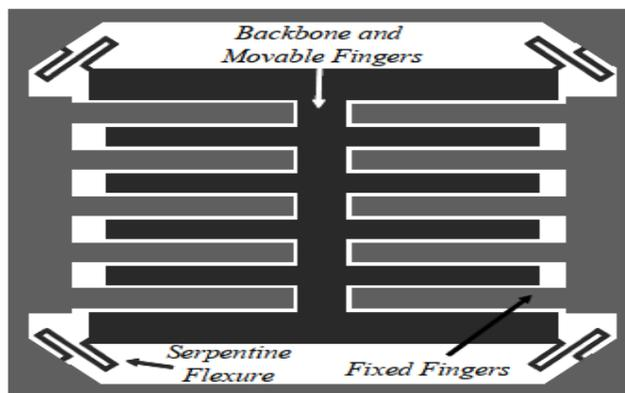 Backbone and
Movable Fingers
Serpentine
Flexure
Fixed Fingers